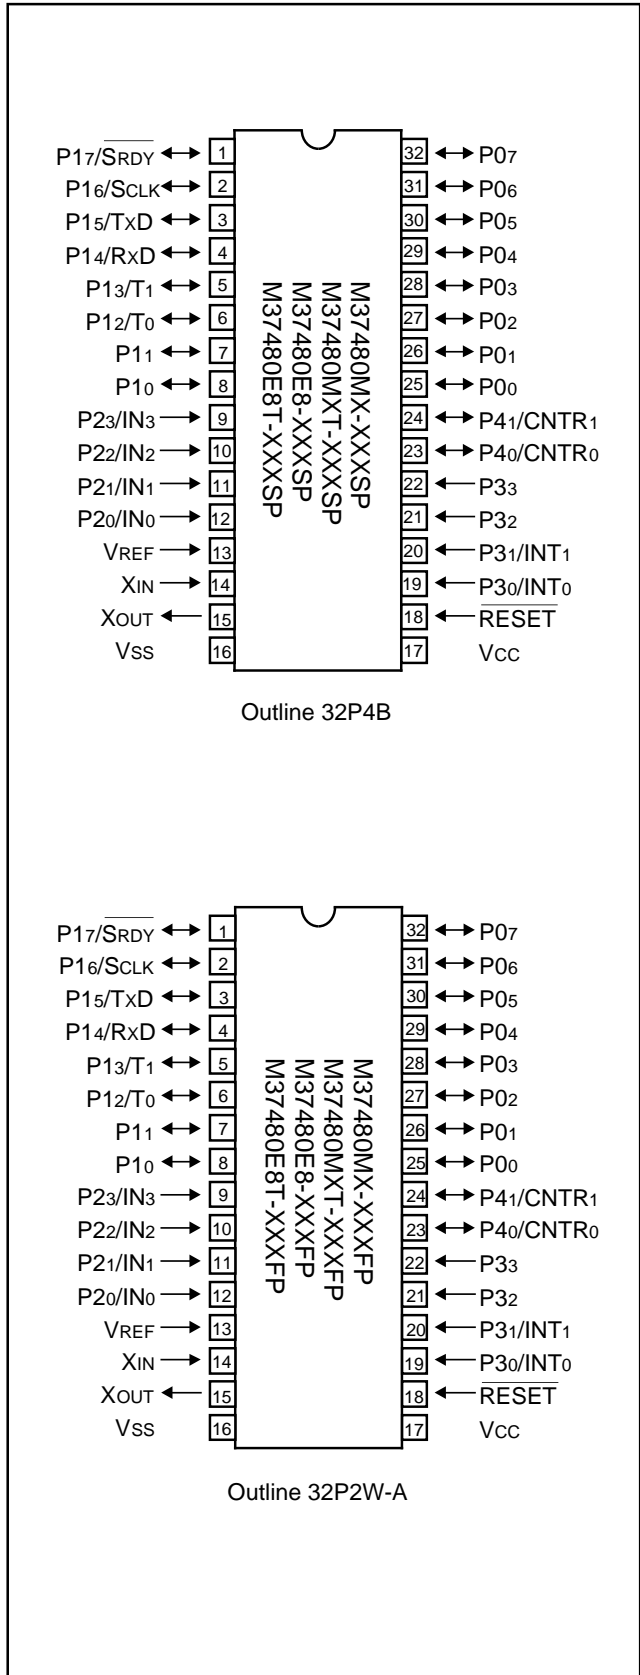 P17/SRDY 1 32 P07
P16/SCLK 2 31 P06
P15/TXD 3 30 P05
P14/RXD 4 29 P04
P13/T1 5 28 P03
P12/T0 6 27 P02
P11 7 26 P01
P10 8 25 P00
P23/IN3 9 24 P41/CNTR1
P22/IN2 10 23 P40/CNTR0
P21/IN1 11 22 P33
P20/IN0 12 21 P32
VREF 13 20 P31/INT1
XIN 14 19 P30/INT0
XOUT 15 18 RESET
VSS 16 17 VCC
M37480MX-XXXSP
M37480MXT-XXXSP
M37480E8-XXXSP
M37480E8T-XXXSP
Outline 32P4B
P17/SRDY 1 32 P07
P16/SCLK 2 31 P06
P15/TXD 3 30 P05
P14/RXD 4 29 P04
P13/T1 5 28 P03
P12/T0 6 27 P02
P11 7 26 P01
P10 8 25 P00
P23/IN3 9 24 P41/CNTR1
P22/IN2 10 23 P40/CNTR0
P21/IN1 11 22 P33
P20/IN0 12 21 P32
VREF 13 20 P31/INT1
XIN 14 19 P30/INT0
XOUT 15 18 RESET
VSS 16 17 VCC
M37480MX-XXXFP
M37480MXT-XXXFP
M37480E8-XXXFP
M37480E8T-XXXFP
Outline 32P2W-A